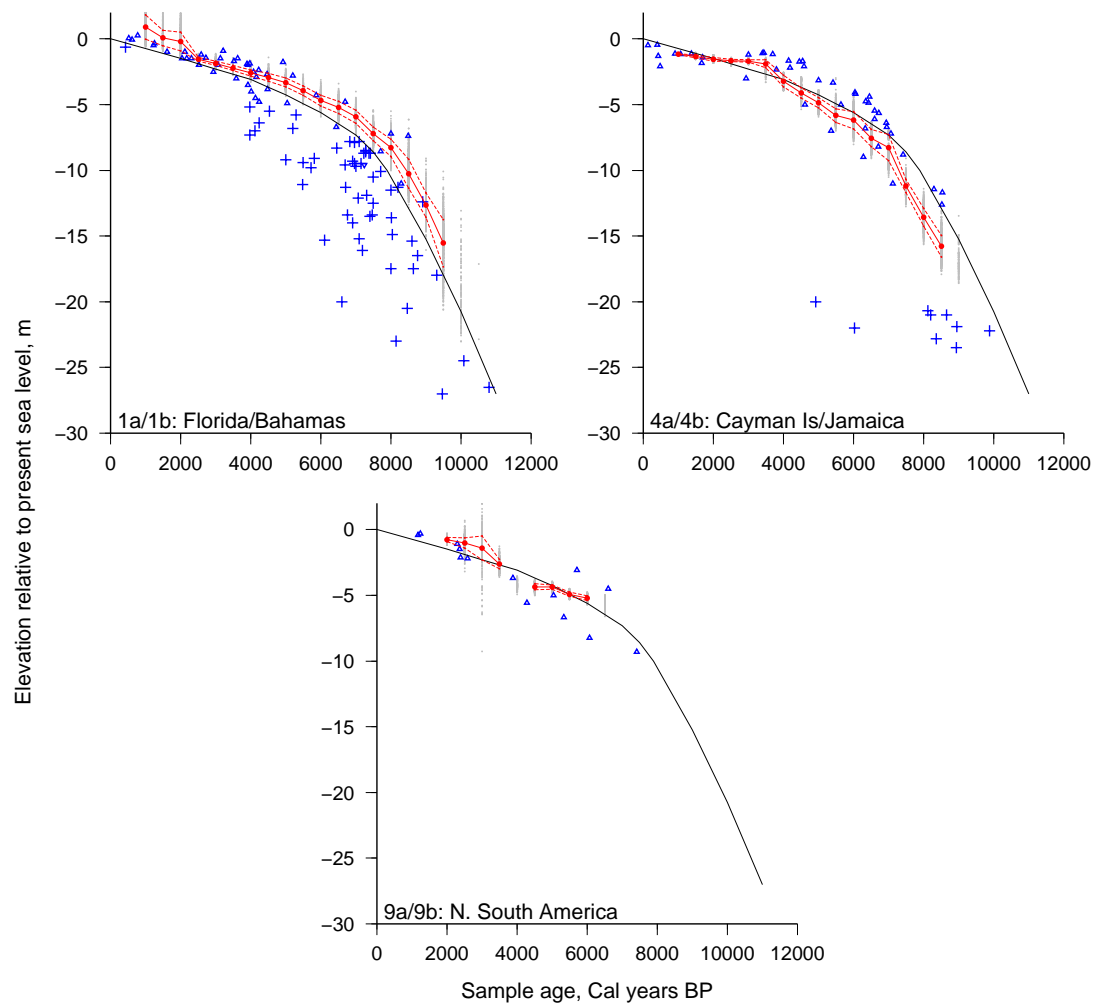 Elevation relative to present sea level, m
0
−5
−10
−15
−20
−25
−30
1a/1b: Florida/Bahamas
0 2000 4000 6000 8000 10000 12000
0
−5
−10
−15
−20
−25
−30
4a/4b: Cayman Is/Jamaica
0 2000 4000 6000 8000 10000 12000
0
−5
−10
−15
−20
−25
−30
9a/9b: N. South America
0 2000 4000 6000 8000 10000 12000
Sample age, Cal years BP